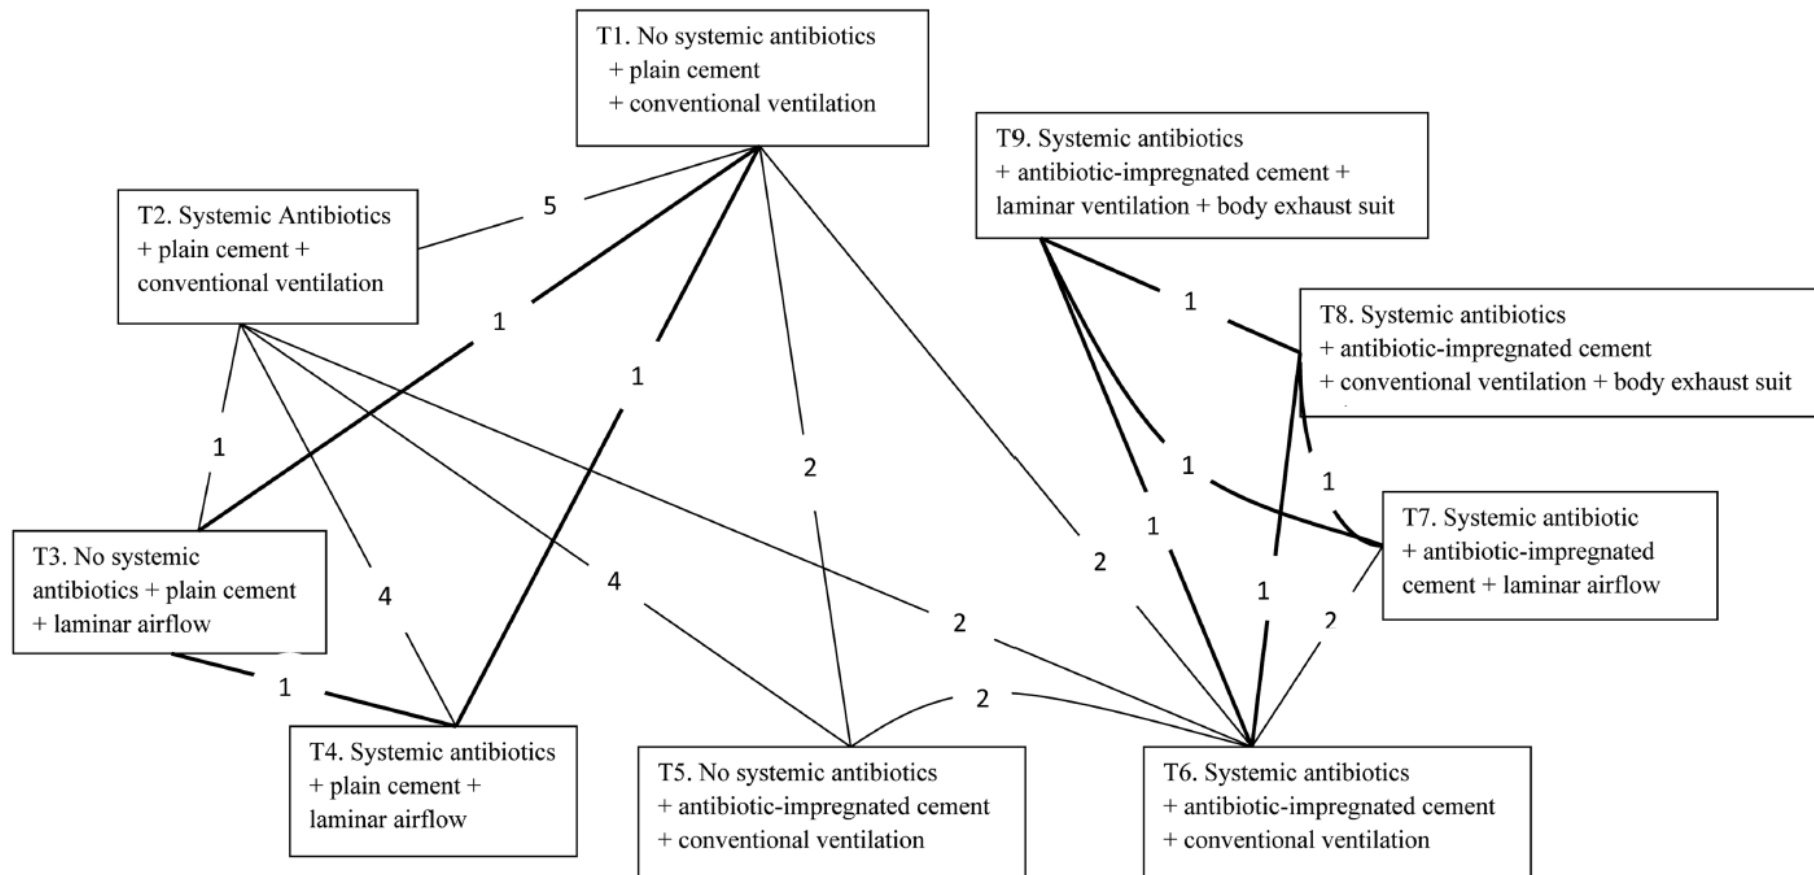 T1. No systemic antibiotics
+ plain cement
+ conventional ventilation
T9. Systemic antibiotics
+ antibiotic-impregnated cement +
laminar ventilation + body exhaust suit
T2. Systemic Antibiotics
+ plain cement +
conventional ventilation
5
1
T8. Systemic antibiotics
+ antibiotic-impregnated cement
+ conventional ventilation + body exhaust suit
1
1
1
2
1
1
T7. Systemic antibiotic
+ antibiotic-impregnated
cement + laminar airflow
1
T3. No systemic
antibiotics + plain cement
+ laminar airflow
4
4
2
2
1
2
1
2
T4. Systemic antibiotics
+ plain cement +
laminar airflow
T5. No systemic antibiotics
+ antibiotic-impregnated cement
+ conventional ventilation
T6. Systemic antibiotics
+ antibiotic-impregnated cement
+ conventional ventilation